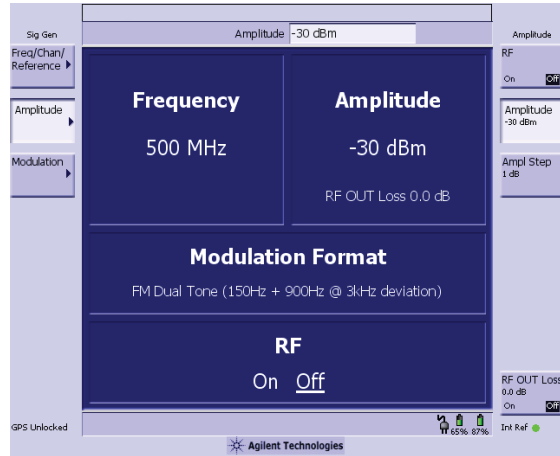 Sig Gen
Amplitude -30 dBm
Amplitude
Freq/Chan/
Reference
Amplitude
Modulation
Frequency
500 MHz
Amplitude
-30 dBm
RF OUT Loss 0.0 dB
Modulation Format
FM Dual Tone (150Hz + 900Hz @ 3kHz deviation)
RF
On Off
RF
On Off
Amplitude
-30 dBm
Ampl Step
1 dB
RF OUT Loss
0.0 dB
On Off
GPS Unlocked
65% 87%
Int Ref
Agilent Technologies